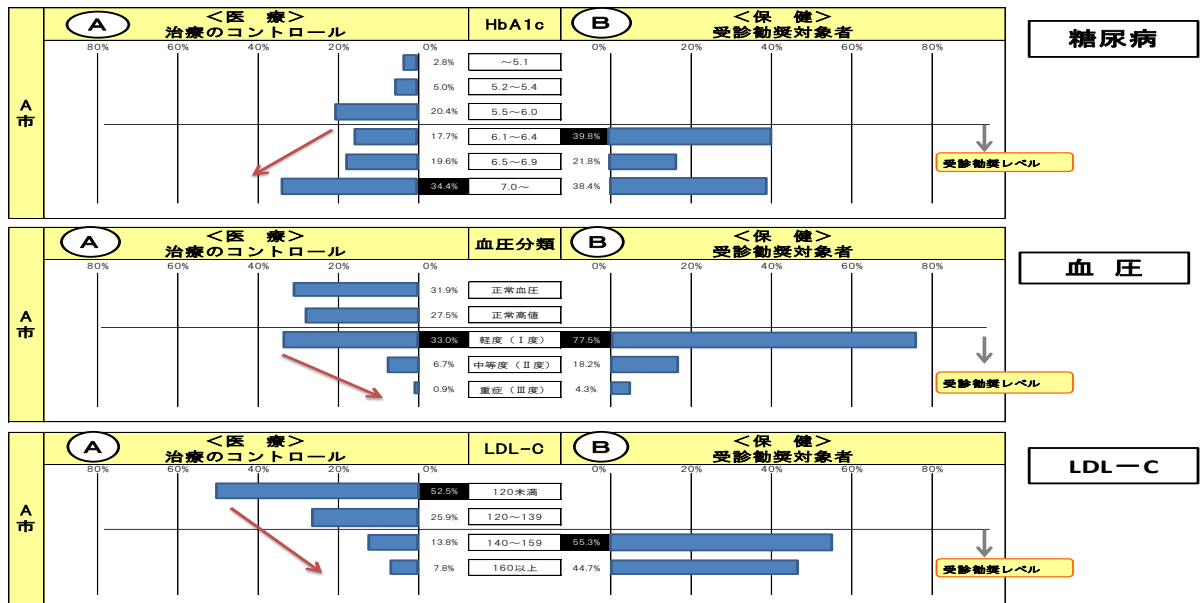 A
<医　療>
治療のコントロール
HbA1c
B
<保　健>
受診勧奨対象者
糖尿病
80%
60%
40%
20%
0%
0%
20%
40%
60%
80%
A
市
2.8%
～5.1
5.0%
5.2～5.4
20.4%
5.5～6.0
17.7%
6.1～6.4
39.8%
19.6%
6.5～6.9
21.8%
34.4%
7.0～
38.4%
受診勧奨レベル
A
<医　療>
治療のコントロール
血圧分類
B
<保　健>
受診勧奨対象者
血　圧
80%
60%
40%
20%
0%
0%
20%
40%
60%
80%
A
市
31.9%
正常血圧
27.5%
正常高値
33.0%
軽度（Ⅰ度）
77.5%
6.7%
中等度（Ⅱ度）
18.2%
0.9%
重症（Ⅲ度）
4.3%
受診勧奨レベル
A
<医　療>
治療のコントロール
LDL-C
B
<保　健>
受診勧奨対象者
LDLーC
80%
60%
40%
20%
0%
0%
20%
40%
60%
80%
A
市
52.5%
120未満
25.9%
120～139
13.8%
140～159
55.3%
7.8%
160以上
44.7%
受診勧奨レベル